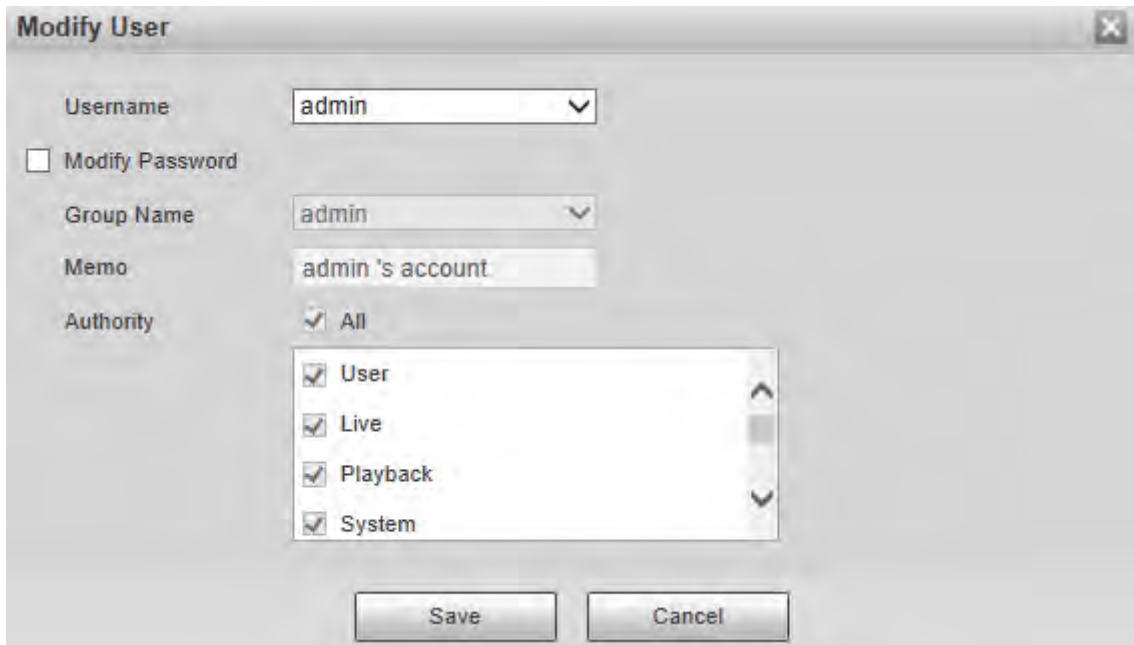 Modify User
Username admin
Modify Password
Group Name admin
Memo admin 's account
Authority All
User
Live
Playback
System
Save Cancel